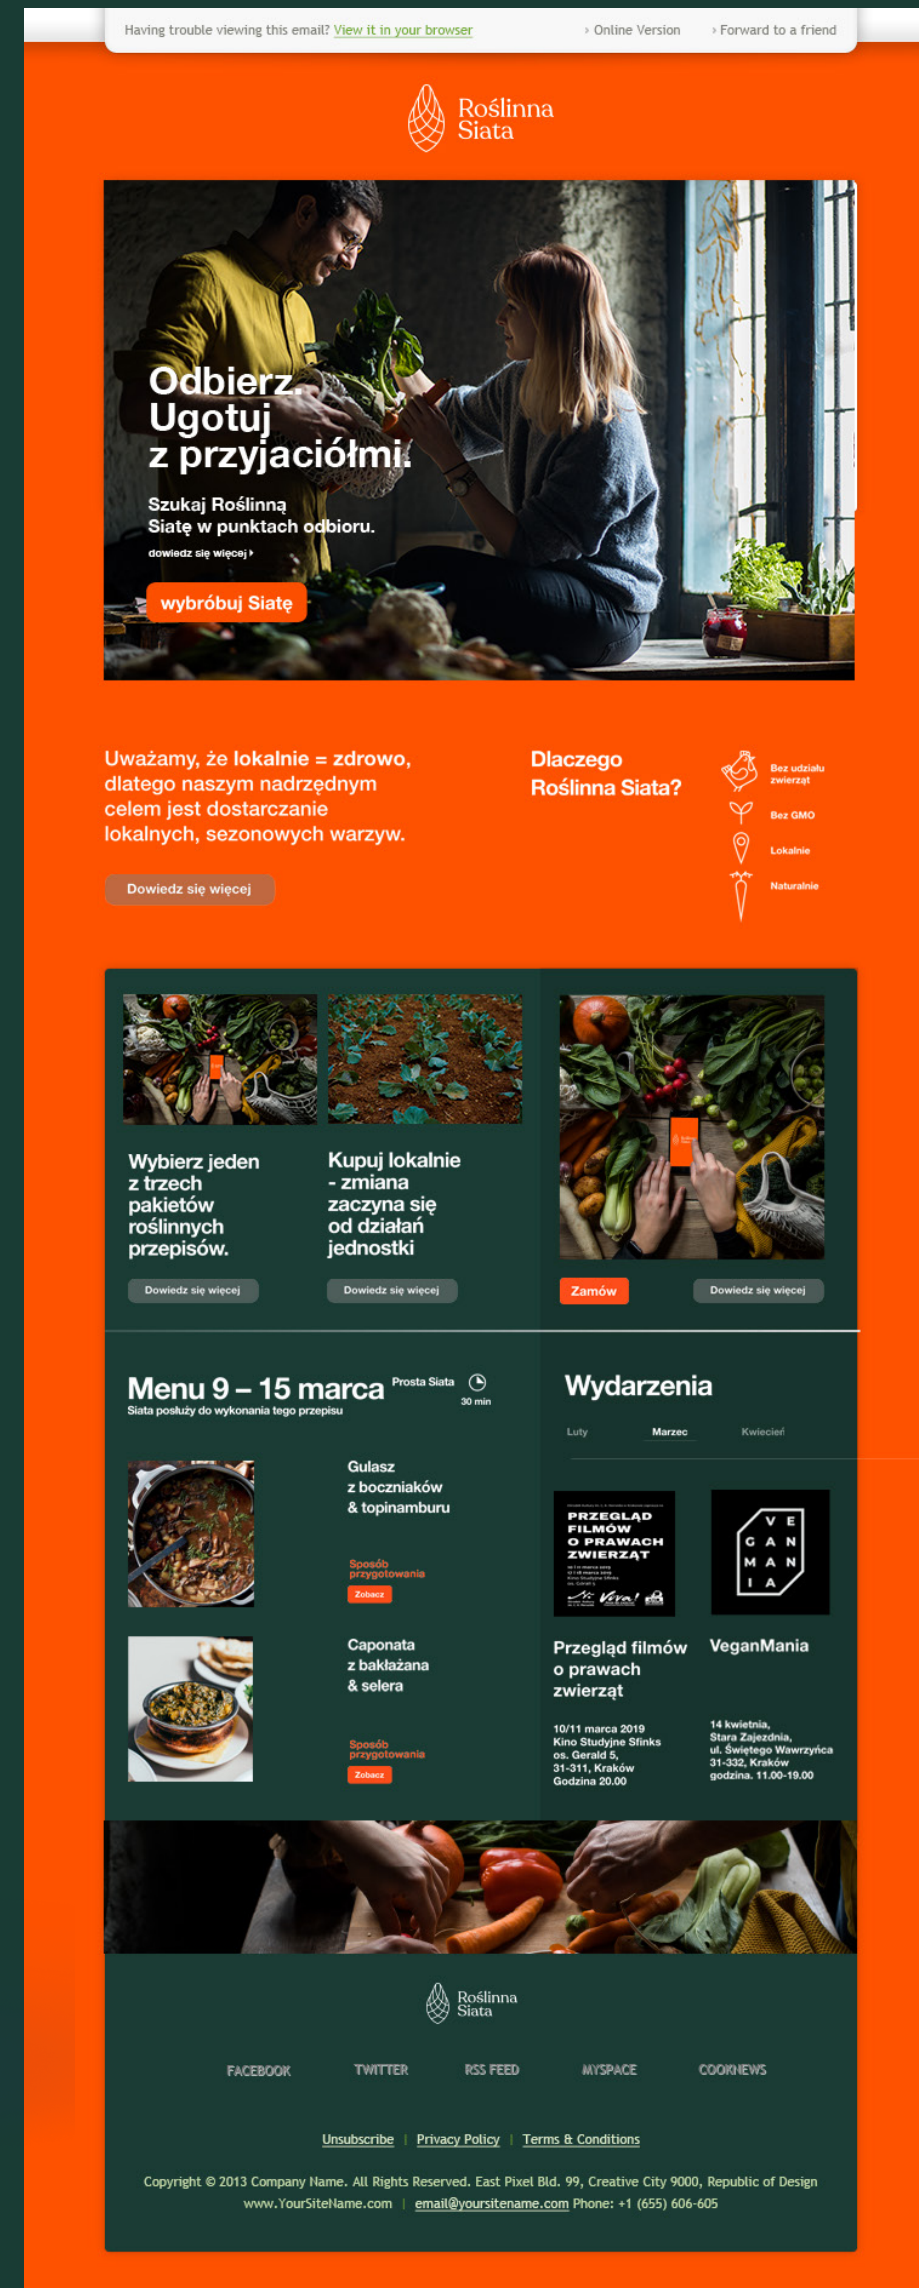 Having trouble viewing this email? View it in your browser
› Online Version
› Forward to a friend
Roślinna
Siata
Odbierz.
Ugotuj
z przyjaciółmi.
Szukaj Roślinną
Siatę w punktach odbioru.
dowiedz się więcej
wybróbuj Siatę
Uważamy, że lokalnie = zdrowo,
dlatego naszym nadrzędnym
celem jest dostarczanie
lokalnych, sezonowych warzyw.
Dowiedz się więcej
Dlaczego
Roślinna Siata?
Bez udziału
zwierząt
Bez GMO
Lokalnie
Naturalnie
Wybierz jeden
z trzech
pakietów
roślinnych
przepisów.
Dowiedz się więcej
Kupuj lokalnie
- zmiana
zaczyna się
od działań
jednostki
Dowiedz się więcej
Zamów
Dowiedz się więcej
Menu 9 – 15 marca
Prosta Siata
30 min
Siata posłuży do wykonania tego przepisu
Gulasz
z boczniaków
& topinamburu
Sposób
przygotowania
Zobacz
Caponata
z bakłażana
& selera
Sposób
przygotowania
Zobacz
Wydarzenia
Luty
Marzec
Kwiecień
PRZEGLĄD
FILMÓW
O PRAWACH
ZWIERZĄT
Kino Studyjne Sfinks
Viva!
VE
GAN
MAN
IA
Przegląd filmów
o prawach
zwierząt
10/11 marca 2019
Kino Studyjne Sfinks
os. Gerald 5,
31-311, Kraków
Godzina 20.00
VeganMania
14 kwietnia,
Stara Zajezdnia,
ul. Świętego Wawrzyńca
31-332, Kraków
godzina. 11.00-19.00
Roślinna
Siata
FACEBOOK
TWITTER
RSS FEED
MYSPACE
COOKNEWS
Unsubscribe | Privacy Policy | Terms & Conditions
Copyright © 2013 Company Name. All Rights Reserved. East Pixel Bld. 99, Creative City 9000, Republic of Design
www.YourSiteName.com | email@yoursitename.com Phone: +1 (655) 606-605